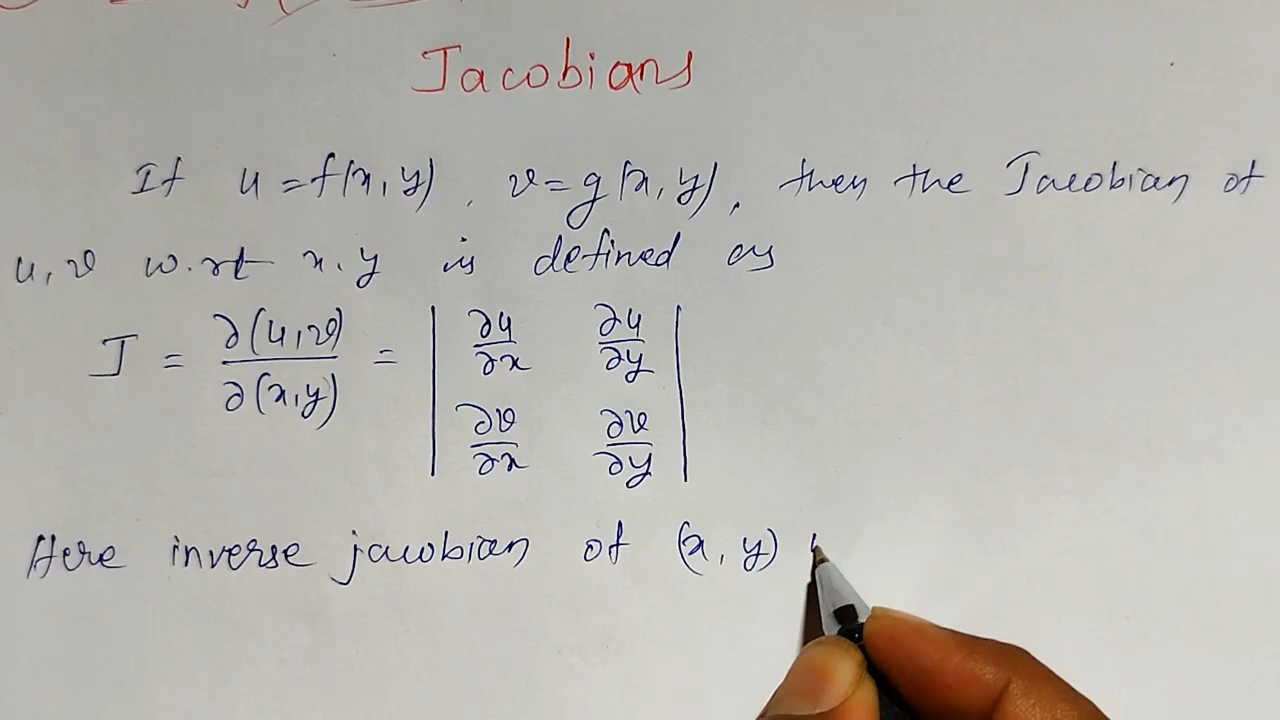 Jacobians
If u = f(x, y), v = g(x, y), then the Jacobian of
u, v w.r.t x, y is defined as
J = ∂(u,v)/∂(x,y) = | ∂u/∂x ∂u/∂y |
| ∂v/∂x ∂v/∂y |
Here inverse jacobian of (x, y)